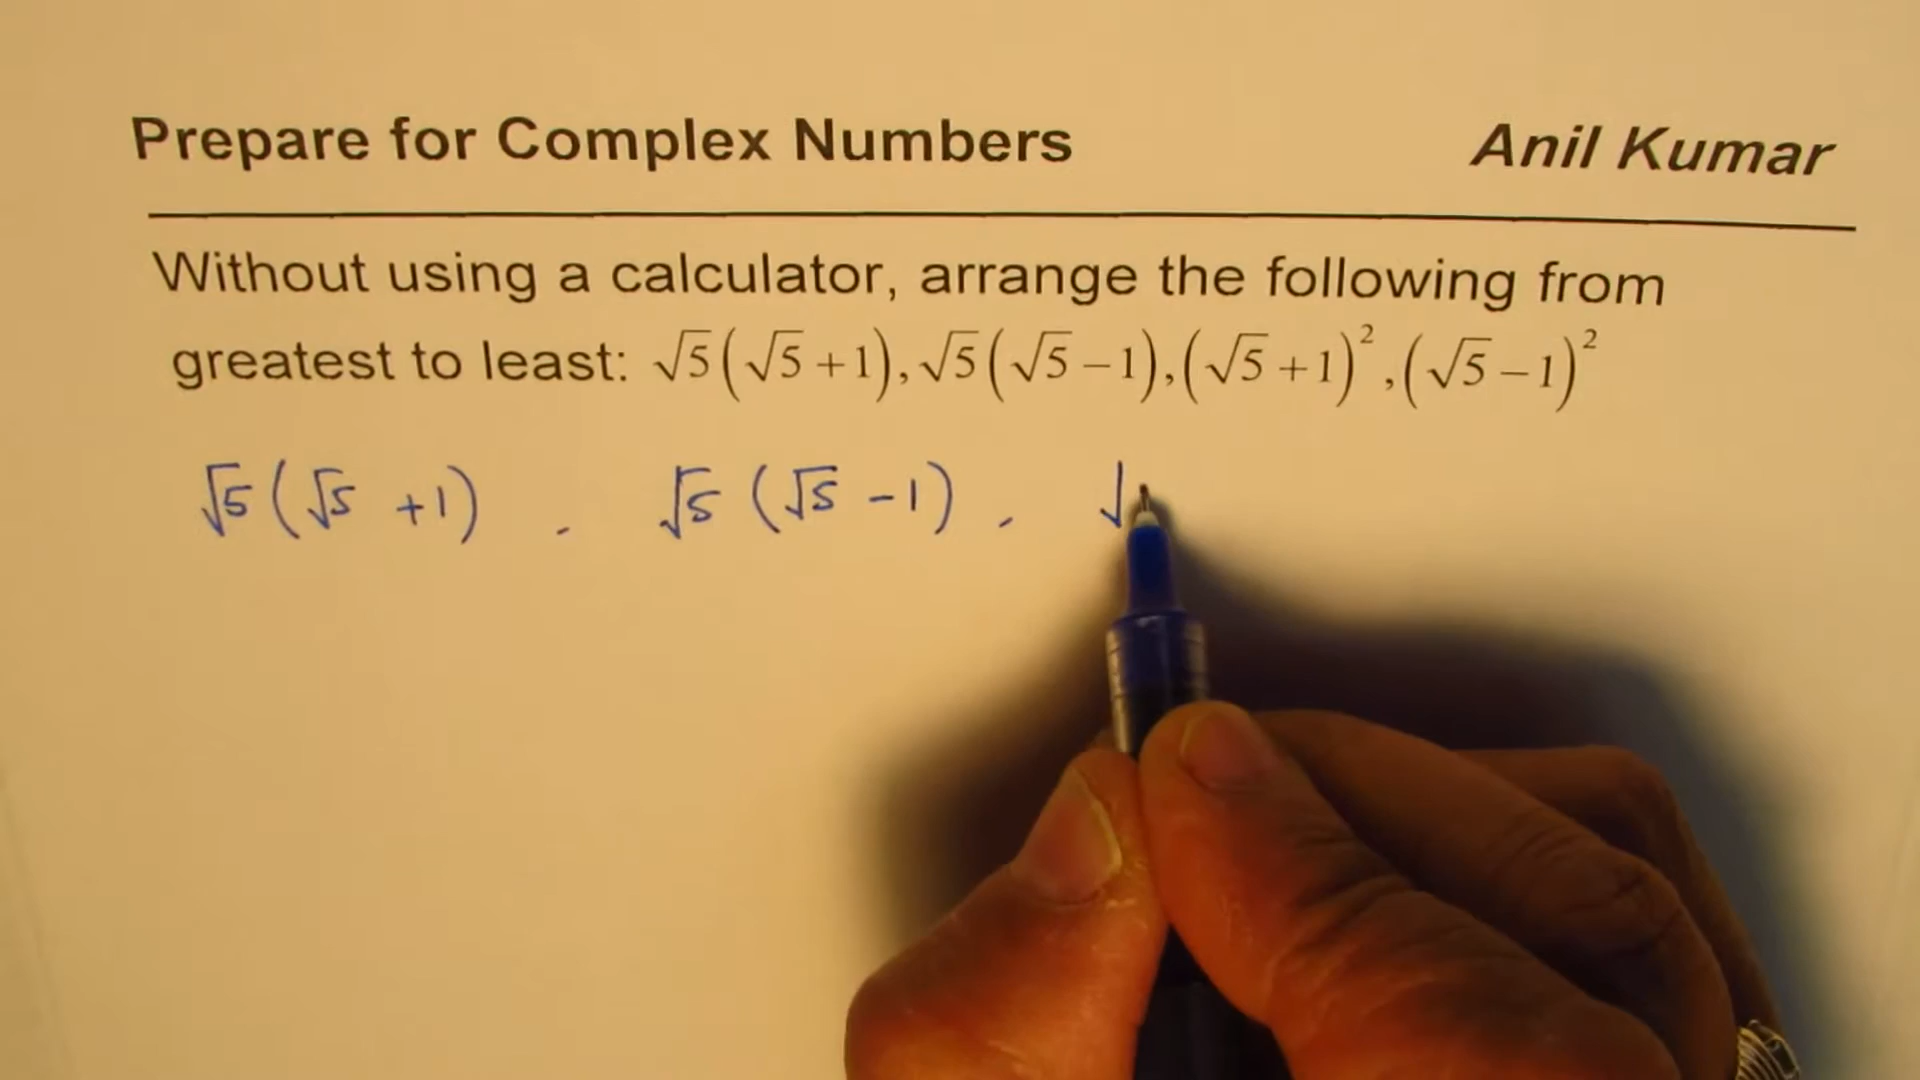 Prepare for Complex Numbers Anil Kumar
Without using a calculator, arrange the following from
greatest to least: √5(√5+1), √5(√5−1), (√5+1)², (√5−1)²
√5(√5 +1) , √5(√5 -1) , √